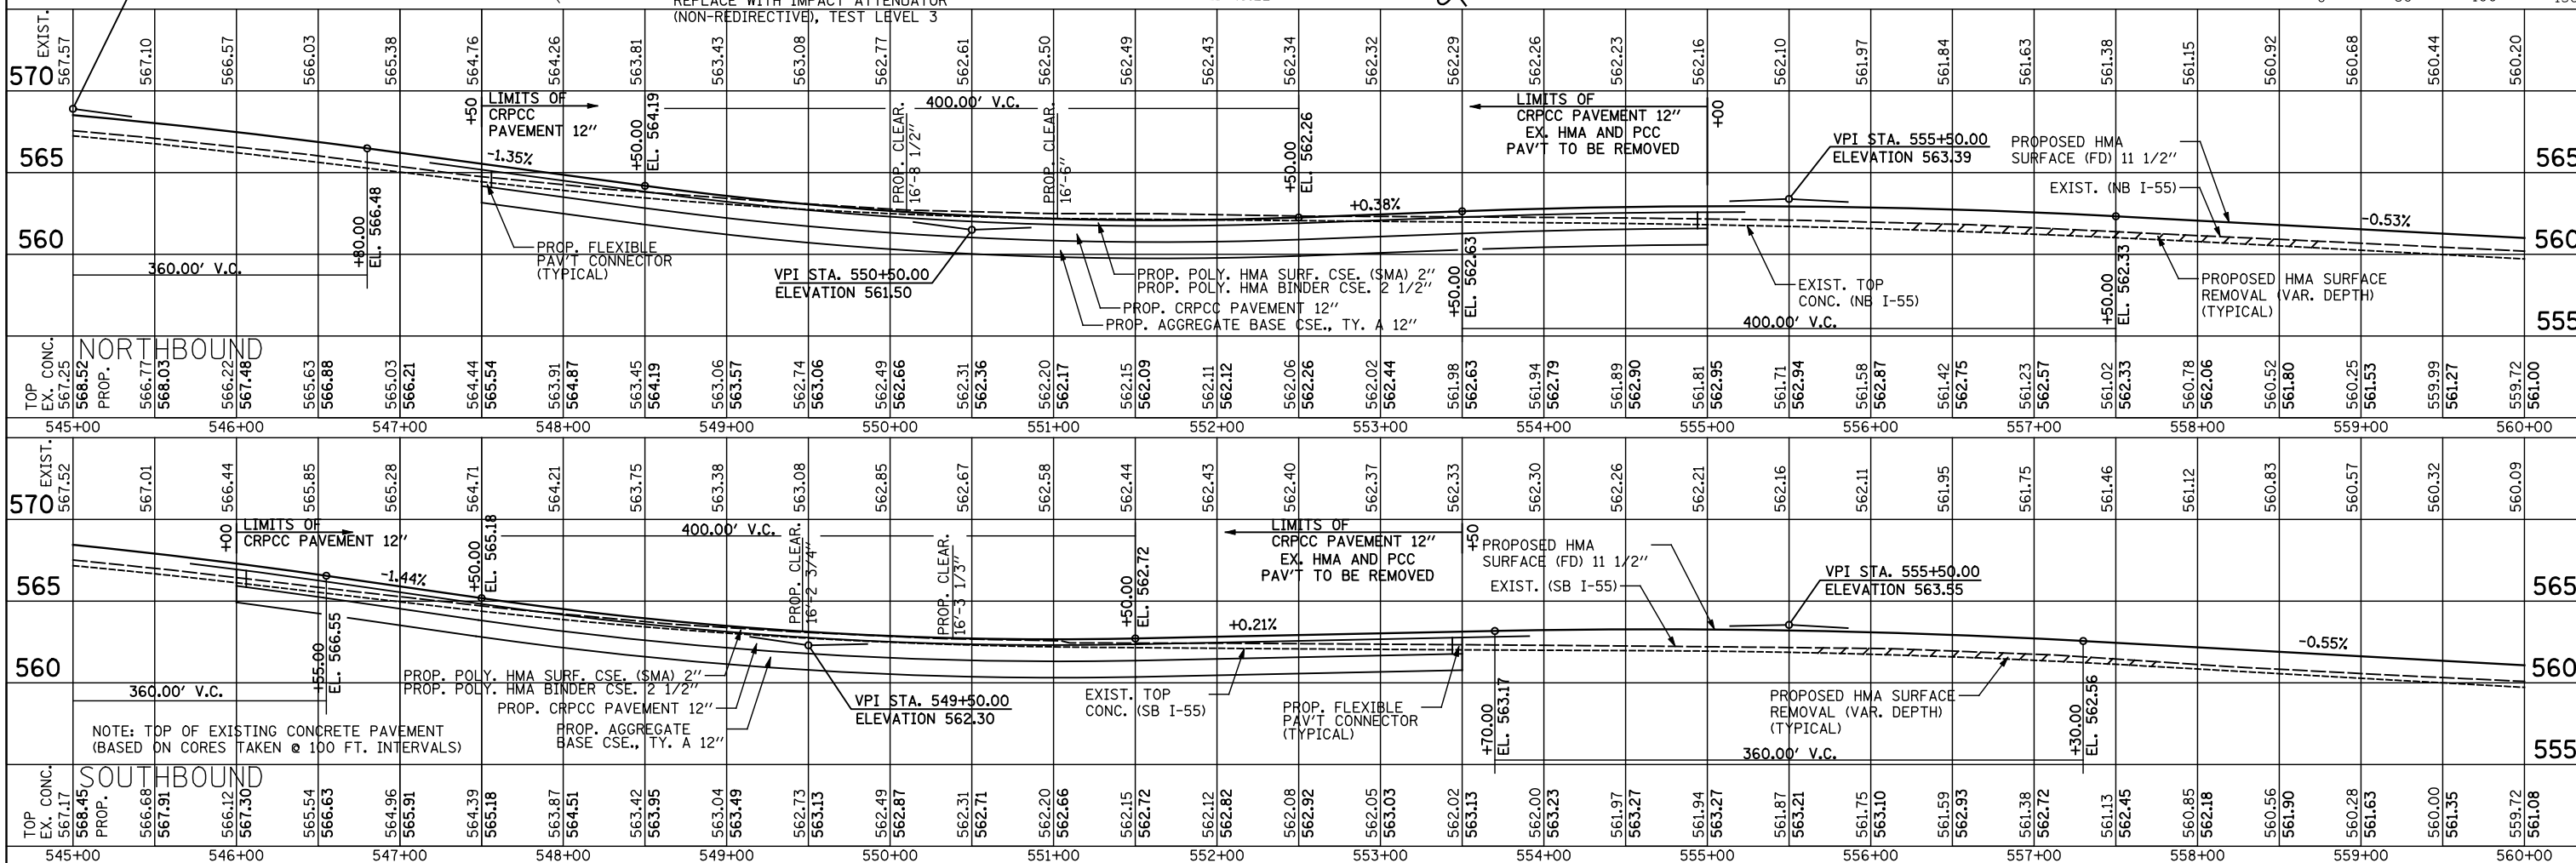 REPLACE WITH IMPACT ATTENUATOR
(NON-REDIRECTIVE), TEST LEVEL 3
EXIST.
567.57 567.10 566.57 566.03 565.38 564.76 564.26 563.81 563.43 563.08 562.77 562.61 562.50 562.49 562.43 562.34 562.32 562.29 562.26 562.23 562.16 562.10 561.97 561.84 561.63 561.38 561.15 560.92 560.68 560.44 560.20
570
+50
LIMITS OF
CRPCC
PAVEMENT 12"
+50.00
EL. 564.19
400.00' V.C.
PROP. CLEAR.
16'-8 1/2"
PROP. CLEAR.
16'-6"
+50.00
EL. 562.26
LIMITS OF
CRPCC PAVEMENT 12"
EX. HMA AND PCC
PAV'T TO BE REMOVED
+00
VPI STA. 555+50.00
ELEVATION 563.39
PROPOSED HMA
SURFACE (FD) 11 1/2"
565
565
-1.35%
EXIST. (NB I-55)
+80.00
EL. 566.48
+0.38%
-0.53%
560
560
PROP. FLEXIBLE
PAV'T CONNECTOR
(TYPICAL)
360.00' V.C.
VPI STA. 550+50.00
ELEVATION 561.50
PROP. POLY. HMA SURF. CSE. (SMA) 2"
PROP. POLY. HMA BINDER CSE. 2 1/2"
PROP. CRPCC PAVEMENT 12"
PROP. AGGREGATE BASE CSE., TY. A 12"
+50.00
EL. 562.63
EXIST. TOP
CONC. (NB I-55)
400.00' V.C.
+50.00
EL. 562.33
PROPOSED HMA SURFACE
REMOVAL (VAR. DEPTH)
(TYPICAL)
555
NORTHBOUND
TOP
EX. CONC.
567.25 566.77 566.22 565.63 565.03 564.44 563.91 563.45 563.06 562.74 562.49 562.31 562.20 562.15 562.11 562.06 562.02 561.98 561.94 561.89 561.81 561.71 561.58 561.42 561.23 561.02 560.78 560.52 560.25 559.99 559.72
568.52 568.03 567.48 566.88 566.21 565.54 564.87 564.19 563.57 563.06 562.66 562.36 562.17 562.09 562.12 562.26 562.44 562.63 562.79 562.90 562.95 562.94 562.87 562.75 562.57 562.33 562.06 561.80 561.53 561.27 561.00
PROP.
545+00 546+00 547+00 548+00 549+00 550+00 551+00 552+00 553+00 554+00 555+00 556+00 557+00 558+00 559+00 560+00
EXIST.
567.52 567.01 566.44 565.85 565.28 564.71 564.21 563.75 563.38 563.08 562.85 562.67 562.58 562.44 562.43 562.40 562.37 562.33 562.30 562.26 562.21 562.16 562.11 561.95 561.75 561.46 561.12 560.83 560.57 560.32 560.09
570
+00
LIMITS OF
CRPCC PAVEMENT 12"
+50.00
EL. 565.18
400.00' V.C.
PROP. CLEAR.
16'-2 3/4"
PROP. CLEAR.
16'-3 1/3"
+50.00
EL. 562.72
LIMITS OF
CRPCC PAVEMENT 12"
EX. HMA AND PCC
PAV'T TO BE REMOVED
+50
PROPOSED HMA
SURFACE (FD) 11 1/2"
EXIST. (SB I-55)
VPI STA. 555+50.00
ELEVATION 563.55
565
565
-1.44%
+0.21%
-0.55%
560
560
+55.00
EL. 566.55
360.00' V.C.
PROP. POLY. HMA SURF. CSE. (SMA) 2"
PROP. POLY. HMA BINDER CSE. 2 1/2"
PROP. CRPCC PAVEMENT 12"
PROP. AGGREGATE
BASE CSE., TY. A 12"
VPI STA. 549+50.00
ELEVATION 562.30
EXIST. TOP
CONC. (SB I-55)
PROP. FLEXIBLE
PAV'T CONNECTOR
(TYPICAL)
+70.00
EL. 563.17
PROPOSED HMA SURFACE
REMOVAL (VAR. DEPTH)
(TYPICAL)
360.00' V.C.
+30.00
EL. 562.56
NOTE: TOP OF EXISTING CONCRETE PAVEMENT
(BASED ON CORES TAKEN @ 100 FT. INTERVALS)
555
SOUTHBOUND
TOP
EX. CONC.
567.17 566.68 566.12 565.54 564.96 564.39 563.87 563.42 563.04 562.73 562.49 562.31 562.20 562.15 562.12 562.08 562.05 562.02 562.00 561.97 561.94 561.87 561.75 561.59 561.38 561.13 560.85 560.56 560.28 560.00 559.72
568.45 567.91 567.30 566.63 565.91 565.18 564.51 563.95 563.49 563.13 562.87 562.71 562.66 562.72 562.82 562.92 563.03 563.13 563.23 563.27 563.27 563.21 563.10 562.93 562.72 562.45 562.18 561.90 561.63 561.35 561.08
PROP.
545+00 546+00 547+00 548+00 549+00 550+00 551+00 552+00 553+00 554+00 555+00 556+00 557+00 558+00 559+00 560+00